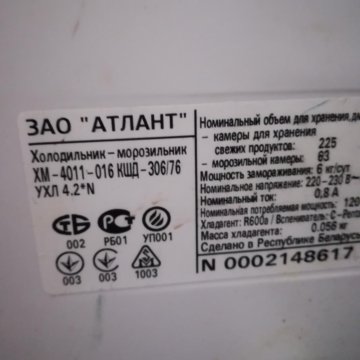 ЗАО "АТЛАНТ"
Холодильник-морозильник
ХМ-4011-016 КШД-306/76
УХЛ 4.2*N
СТБ РСТ
002 РБ01 УП001
003 003 1003
Номинальный объем для хранения,
- камеры для хранения
свежих продуктов: 225
- морозильной камеры: 63
Мощность замораживания: 6 кг/сут
Номинальное напряжение: 220-230 В~
Номинальный ток: 0.8 А
Номинальная потребляемая мощность: 120
Хладагент: R600a / Вспениватель: С-
Масса хладагента: 0.056 кг
Сделано в Республике Беларусь
N 0002148617